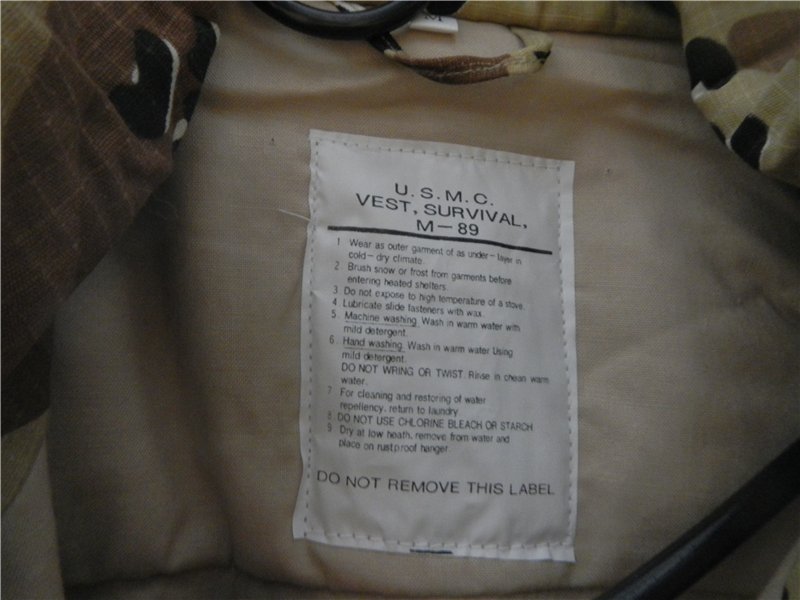 M
U.S.M.C.
VEST, SURVIVAL,
M-89
1 Wear as outer garment of as under-layer in
cold-dry climate.
2 Brush snow or frost from garments before
entering heated shelters.
3 Do not expose to high temperature of a stove.
4 Lubricate slide fasteners with wax.
5. Machine washing. Wash in warm water with
mild detergent.
6. Hand washing. Wash in warm water Using
mild detergent.
DO NOT WRING OR TWIST. Rinse in chean warm
water.
7 For cleaning and restoring of water
repellency, return to laundry
8. DO NOT USE CHLORINE BLEACH OR STARCH
9. Dry at low heath, remove from water and
place on rustproof hanger.
DO NOT REMOVE THIS LABEL